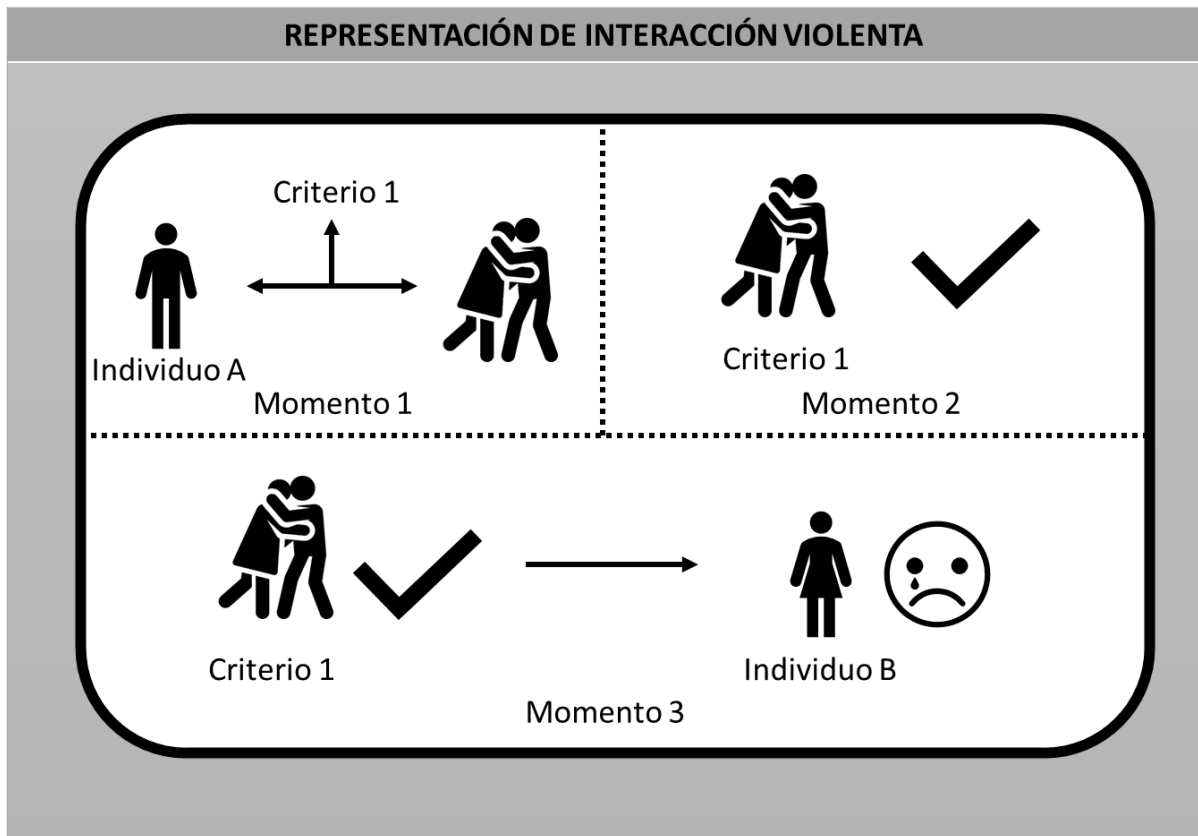 REPRESENTACIÓN DE INTERACCIÓN VIOLENTA
Criterio 1
Individuo A
Momento 1
Criterio 1
Momento 2
Criterio 1
Individuo B
Momento 3